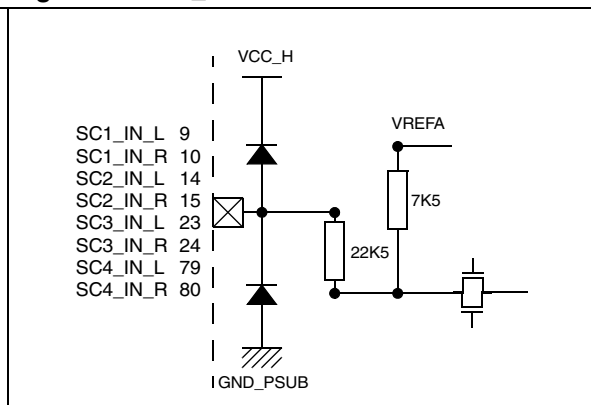 VCC_H
VREFA
SC1_IN_L 9
SC1_IN_R 10
SC2_IN_L 14
SC2_IN_R 15
SC3_IN_L 23
SC3_IN_R 24
SC4_IN_L 79
SC4_IN_R 80
7K5
22K5
GND_PSUB